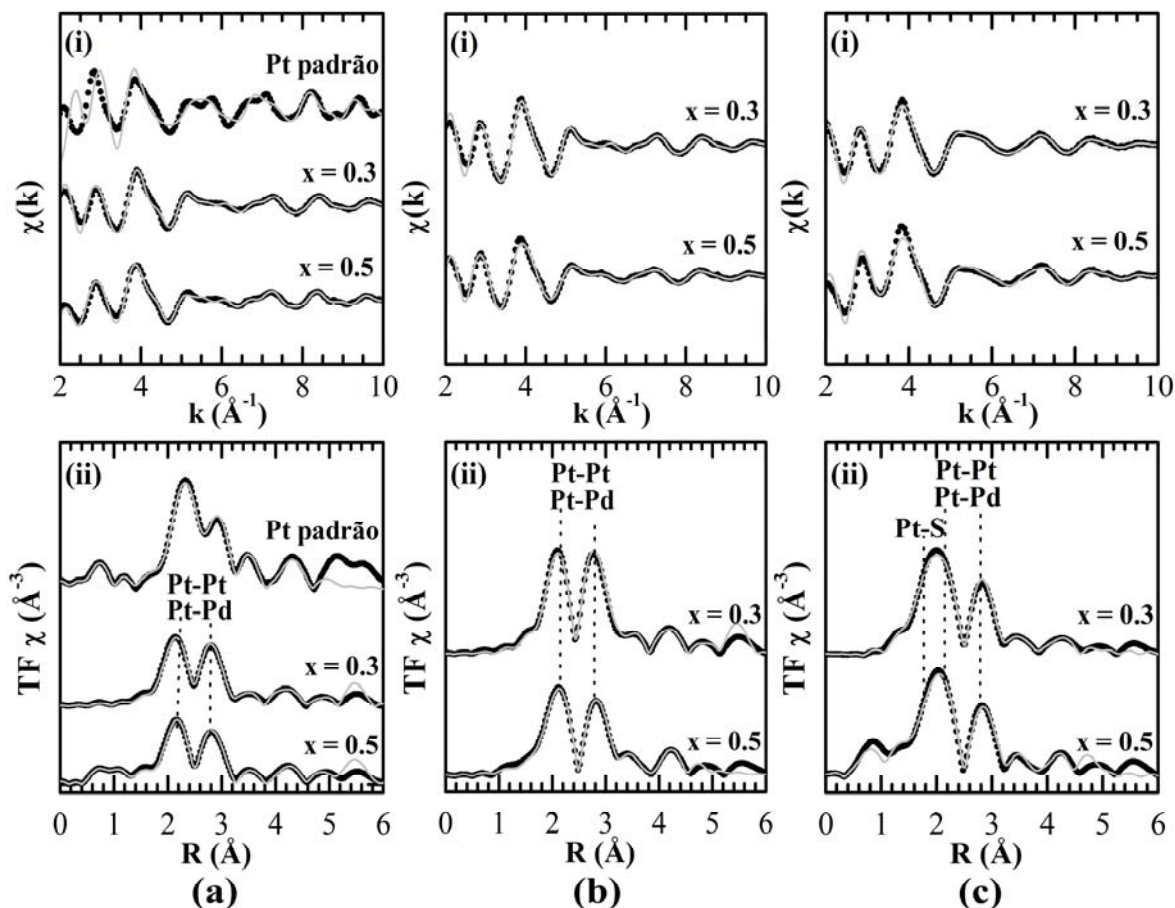 (i)
Pt padrão
x = 0.3
x = 0.5
χ(k)
2 4 6 8 10
k (Å⁻¹)
(i)
x = 0.3
x = 0.5
χ(k)
2 4 6 8 10
k (Å⁻¹)
(i)
x = 0.3
x = 0.5
χ(k)
2 4 6 8 10
k (Å⁻¹)
(ii)
Pt padrão
Pt-Pt
Pt-Pd
x = 0.3
x = 0.5
TF χ (Å⁻³)
0 1 2 3 4 5 6
R (Å)
(a)
(ii)
Pt-Pt
Pt-Pd
x = 0.3
x = 0.5
TF χ (Å⁻³)
0 1 2 3 4 5 6
R (Å)
(b)
(ii)
Pt-Pt
Pt-Pd
Pt-S
x = 0.3
x = 0.5
TF χ (Å⁻³)
0 1 2 3 4 5 6
R (Å)
(c)